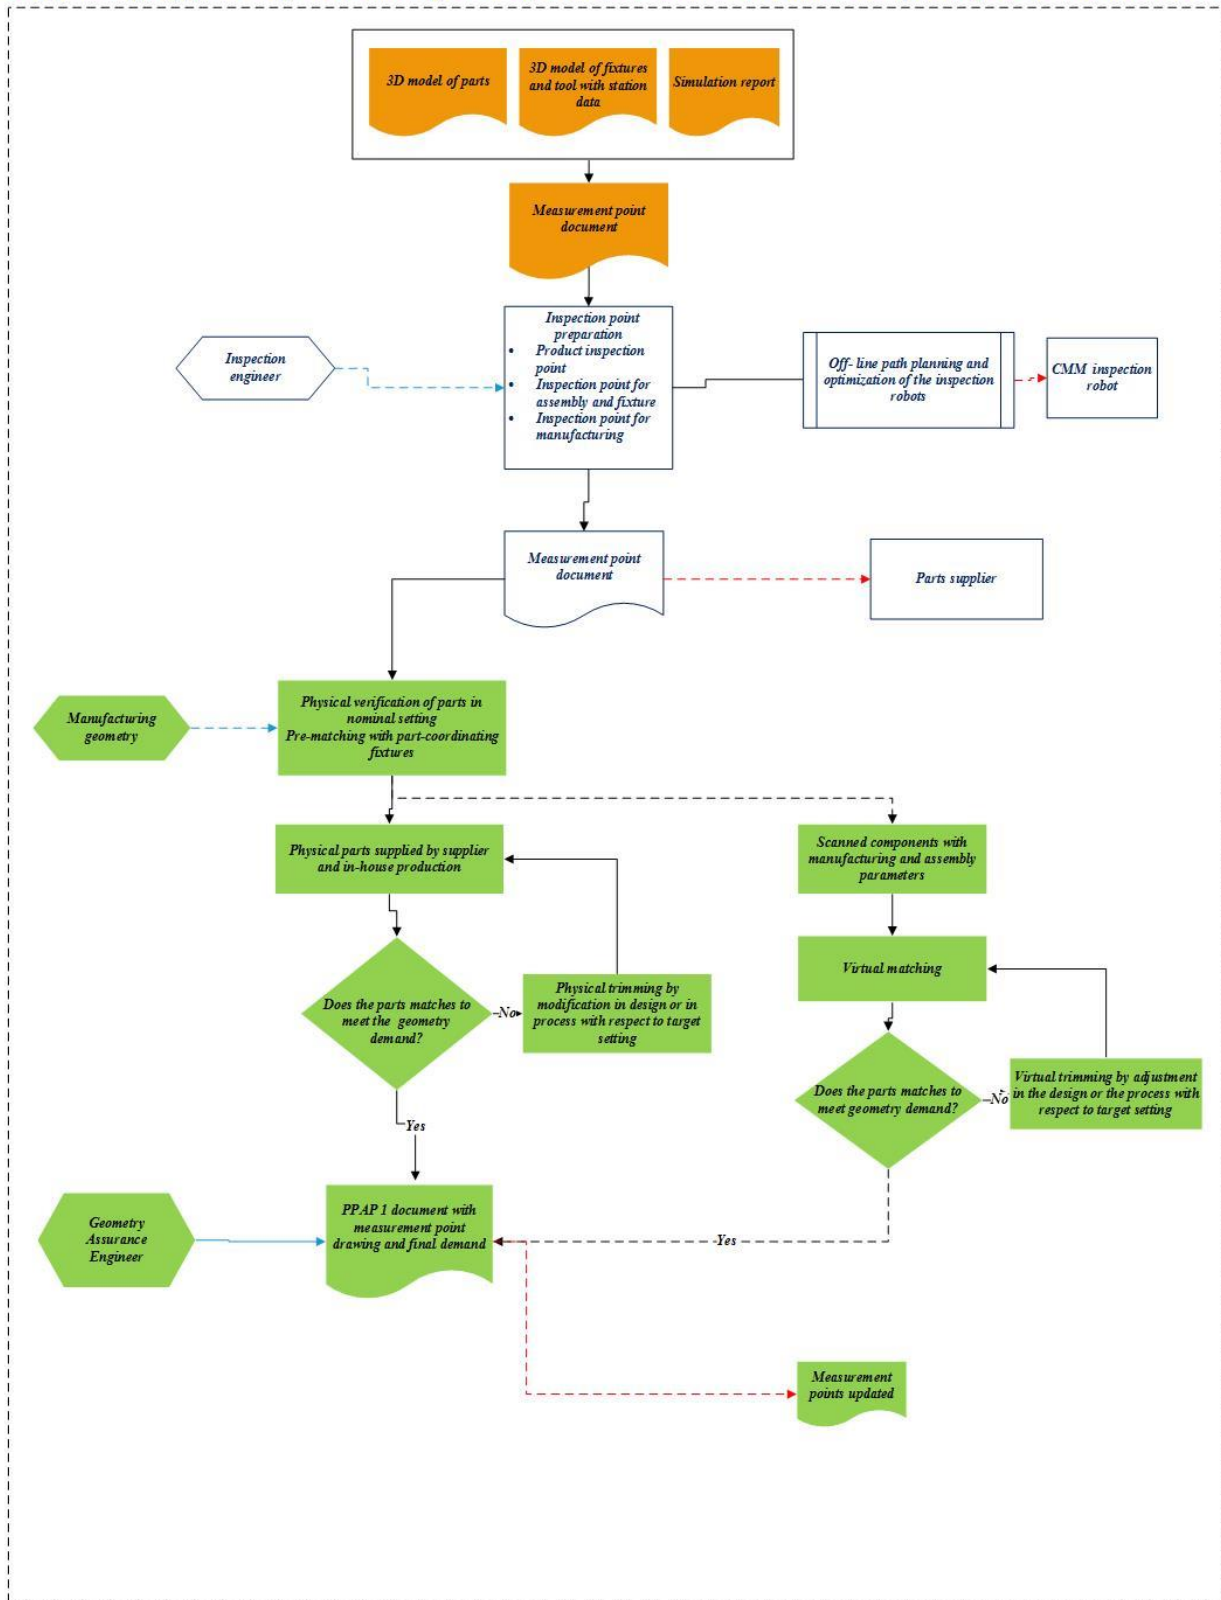 3D model of parts
3D model of fixtures
and tool with station
data
Simulation report
Measurement point
document
Inspection point
preparation
• Product inspection
point
• Inspection point for
assembly and fixture
• Inspection point for
manufacturing
Inspection
engineer
Off- line path planning and
optimization of the inspection
robots
CMM inspection
robot
Measurement point
document
Parts supplier
Manufacturing
geometry
Physical verification of parts in
nominal setting
Pre-matching with part-coordinating
fixtures
Physical parts supplied by supplier
and in-house production
Scanned components with
manufacturing and assembly
parameters
Virtual matching
Does the parts matches to
meet the geometry
demand?
No
Physical trimming by
modification in design or in
process with respect to target
setting
Does the parts matches to
meet geometry demand?
No
Virtual trimming by adjustment
in the design or the process with
respect to target setting
Yes
Geometry
Assurance
Engineer
PPAP 1 document with
measurement point
drawing and final demand
Yes
Measurement
points updated